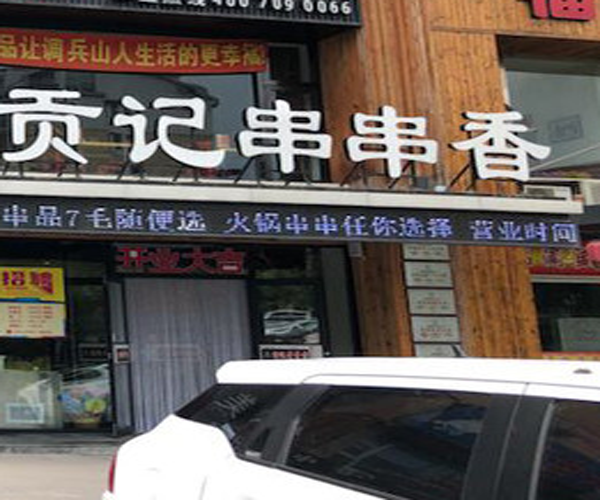 400 709 0066
品让调兵山人生活的更幸福
贡记串串香
串品7毛随便选 火锅串串任你选择 营业时间
开业大吉
招聘